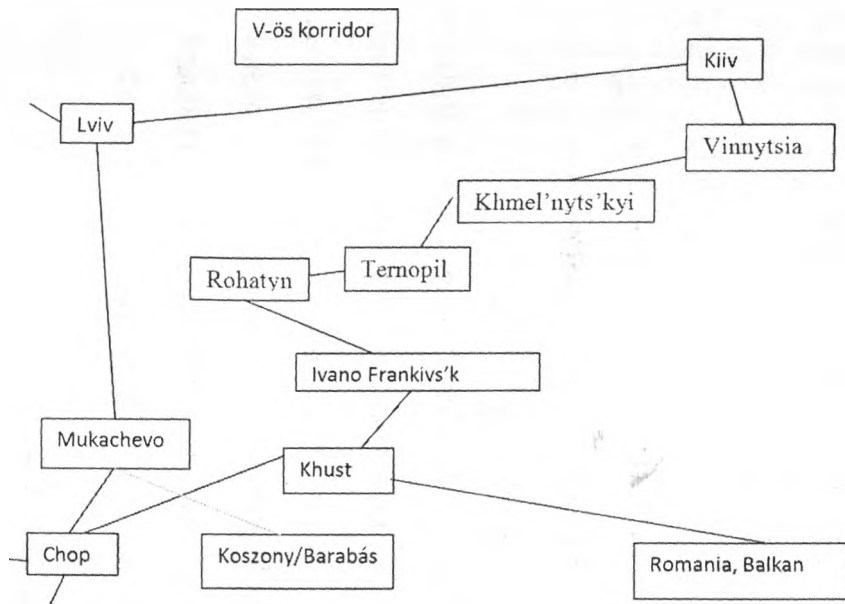 V-ös korridor
Kiiv
Lviv
Vinnytsia
Khmel'nyts'kyi
Ternopil
Rohatyn
Ivano Frankivs'k
Mukachevo
Khust
Chop
Koszony/Barabás
Romania, Balkan